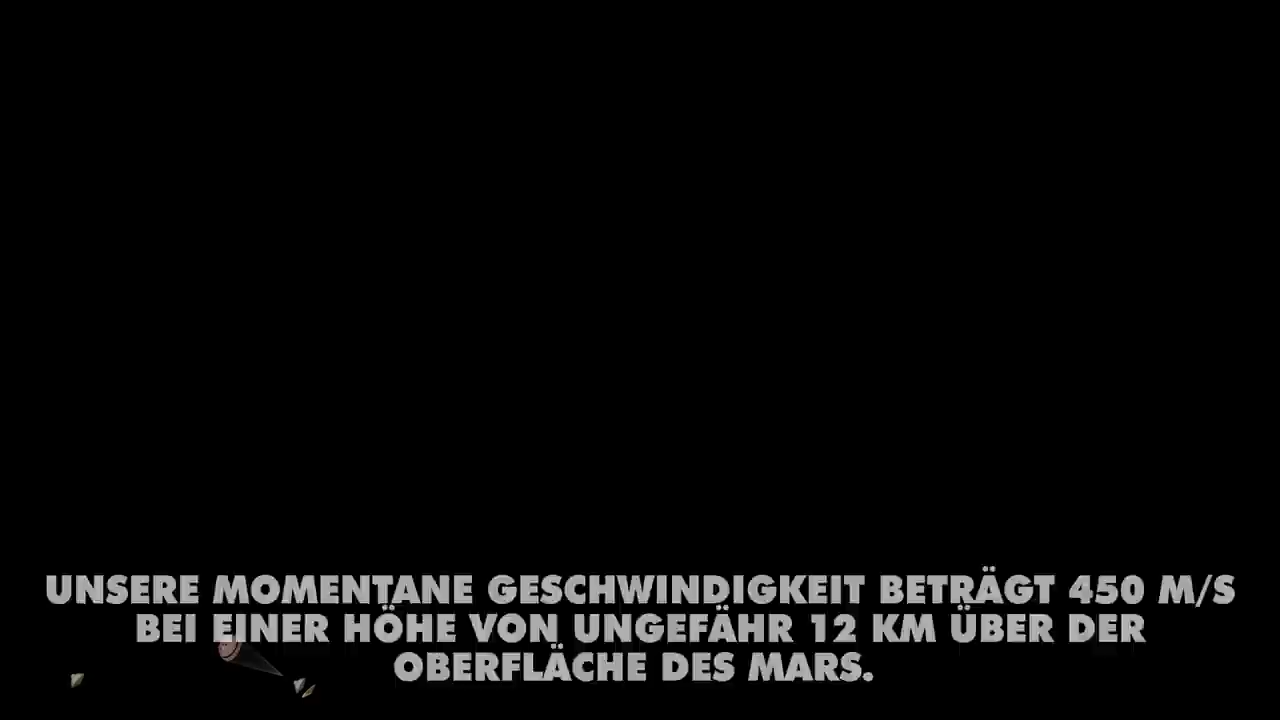 UNSERE MOMENTANE GESCHWINDIGKEIT BETRÄGT 450 M/S
BEI EINER HÖHE VON UNGEFÄHR 12 KM ÜBER DER
OBERFLÄCHE DES MARS.